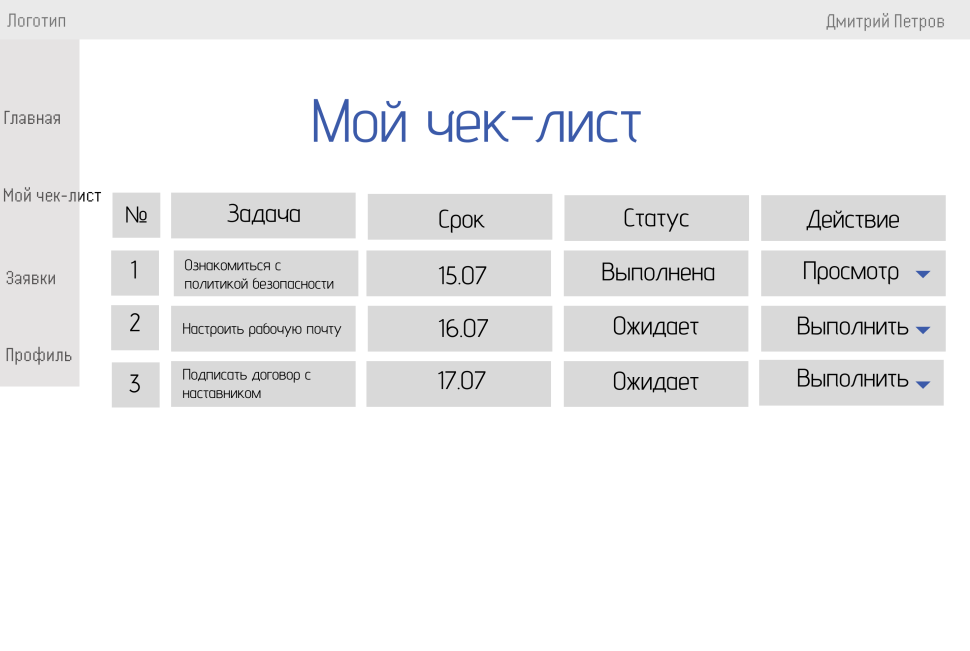 Логотип
Дмитрий Петров
Главная
Мой чек-лист
Заявки
Профиль
Мой чек-лист
№ Задача Срок Статус Действие
1 Ознакомиться с
политикой безопасности 15.07 Выполнена Просмотр
2 Настроить рабочую почту 16.07 Ожидает Выполнить
3 Подписать договор с
наставником 17.07 Ожидает Выполнить